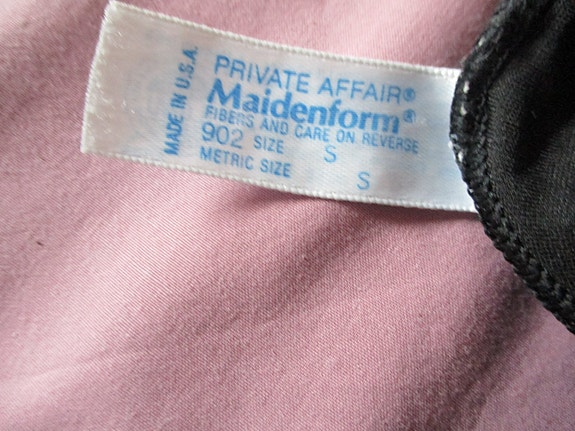 MADE IN U.S.A.
PRIVATE AFFAIR®
Maidenform®
FIBERS AND CARE ON REVERSE
902 SIZE S
METRIC SIZE S